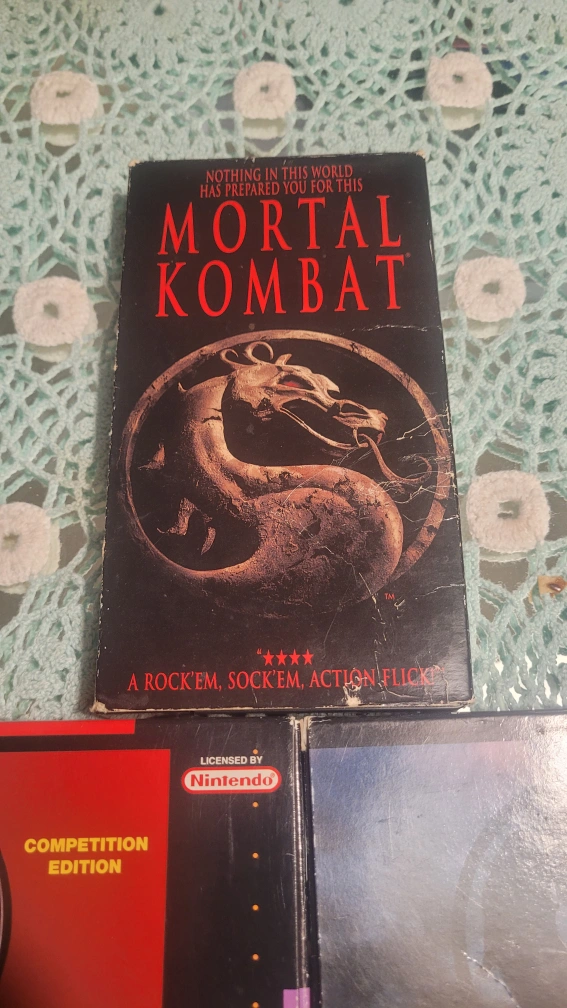 NOTHING IN THIS WORLD
HAS PREPARED YOU FOR THIS
MORTAL
KOMBAT®
TM
"★★★★
A ROCK'EM, SOCK'EM, ACTION FLICK!"
LICENSED BY
Nintendo®
COMPETITION
EDITION